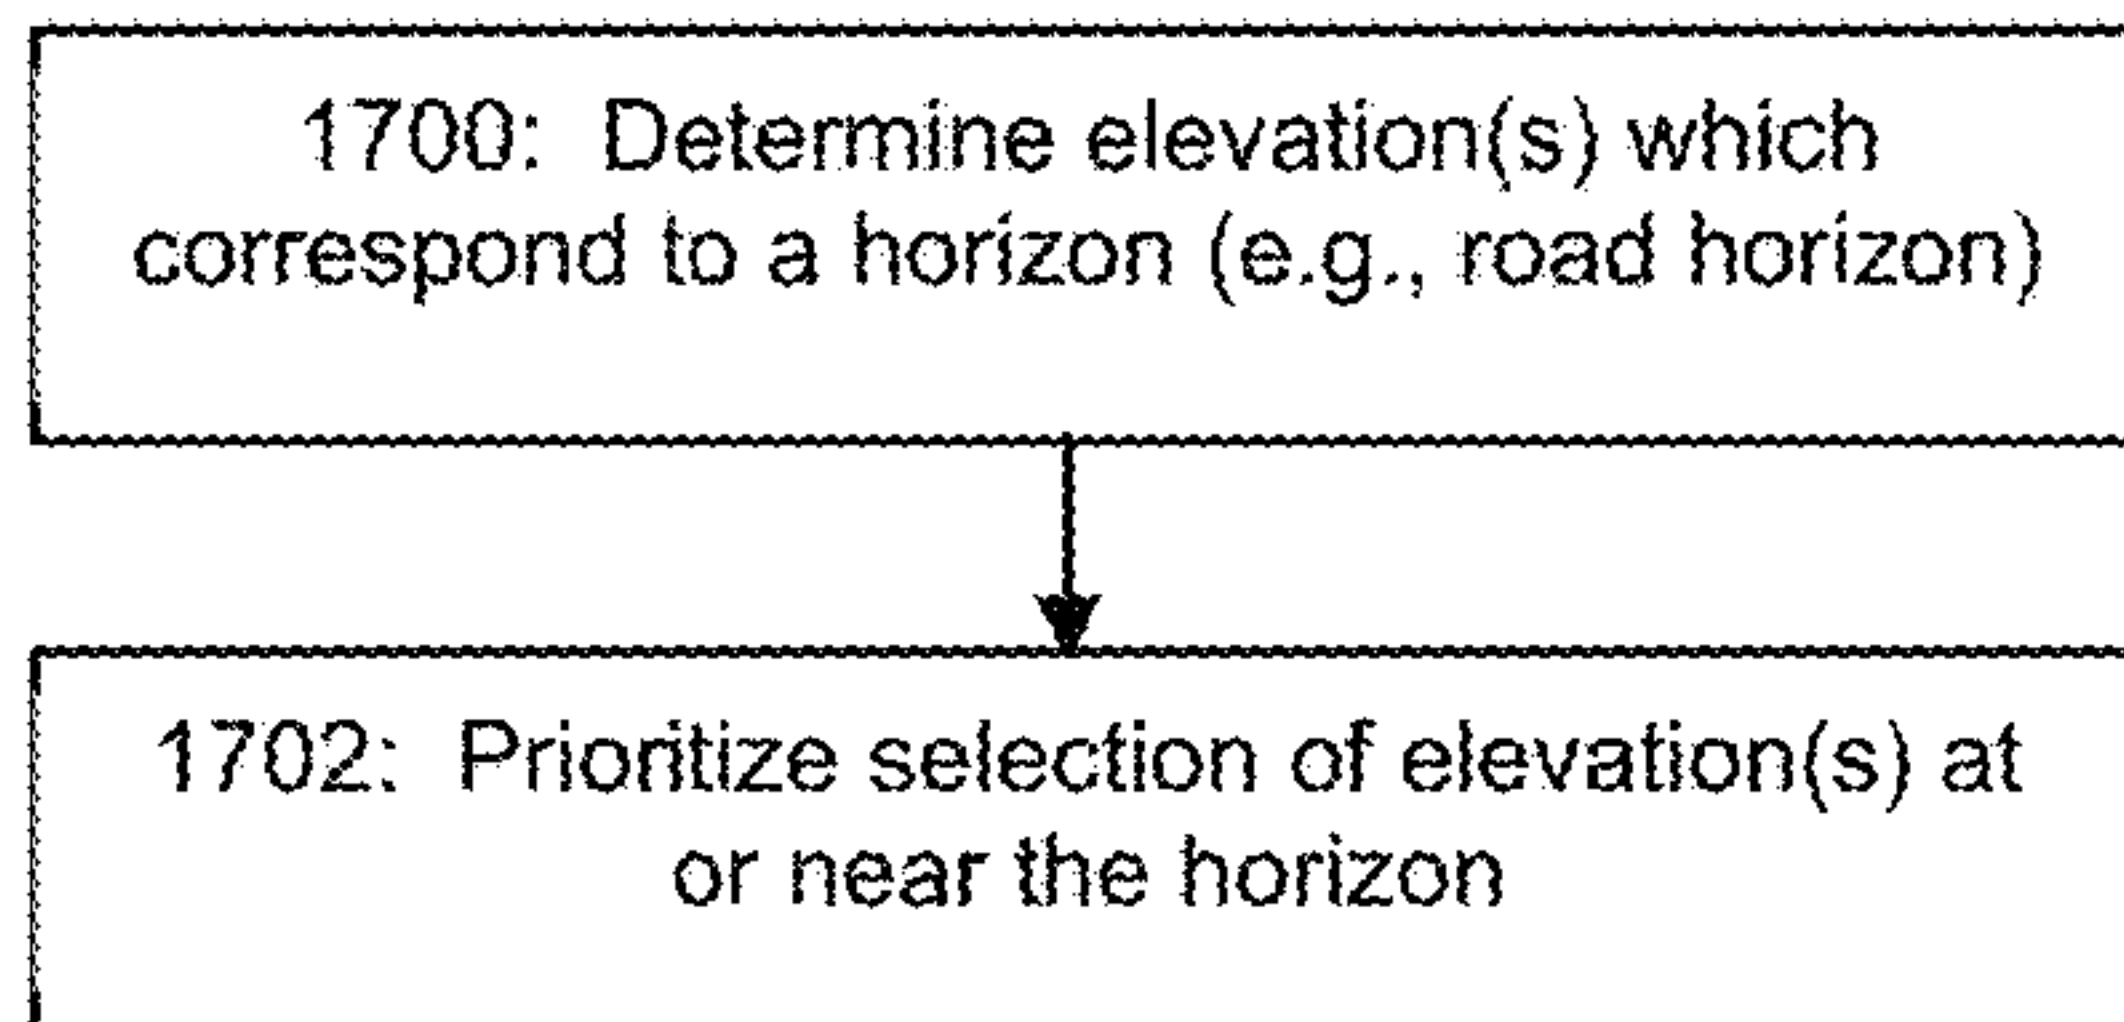 1700: Determine elevation(s) which
correspond to a horizon (e.g., road horizon)
1702: Prioritize selection of elevation(s) at
or near the horizon